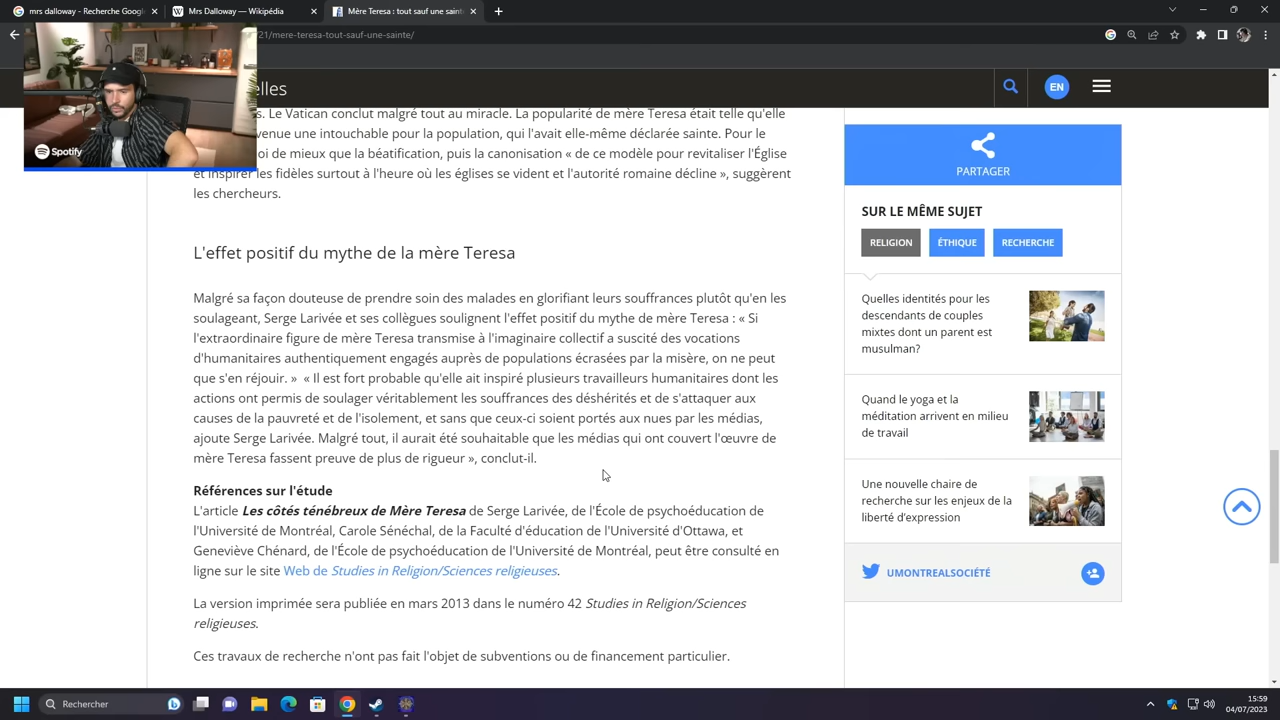 mrs dalloway - Recherche Google
Mrs Dalloway — Wikipédia
Mère Teresa : tout sauf une sainte
21/mere-teresa-tout-sauf-une-sainte/
elles
EN
s. Le Vatican conclut malgré tout au miracle. La popularité de mère Teresa était telle qu'elle
venue une intouchable pour la population, qui l'avait elle-même déclarée sainte. Pour le
oi de mieux que la béatification, puis la canonisation « de ce modèle pour revitaliser l'Église
et inspirer les fidèles surtout à l'heure où les églises se vident et l'autorité romaine décline », suggèrent
les chercheurs.
Spotify
L'effet positif du mythe de la mère Teresa
Malgré sa façon douteuse de prendre soin des malades en glorifiant leurs souffrances plutôt qu'en les
soulageant, Serge Larivée et ses collègues soulignent l'effet positif du mythe de mère Teresa : « Si
l'extraordinaire figure de mère Teresa transmise à l'imaginaire collectif a suscité des vocations
d'humanitaires authentiquement engagés auprès de populations écrasées par la misère, on ne peut
que s'en réjouir. » « Il est fort probable qu'elle ait inspiré plusieurs travailleurs humanitaires dont les
actions ont permis de soulager véritablement les souffrances des déshérités et de s'attaquer aux
causes de la pauvreté et de l'isolement, et sans que ceux-ci soient portés aux nues par les médias,
ajoute Serge Larivée. Malgré tout, il aurait été souhaitable que les médias qui ont couvert l'œuvre de
mère Teresa fassent preuve de plus de rigueur », conclut-il.
Références sur l'étude
L'article Les côtés ténébreux de Mère Teresa de Serge Larivée, de l'École de psychoéducation de
l'Université de Montréal, Carole Sénéchal, de la Faculté d'éducation de l'Université d'Ottawa, et
Geneviève Chénard, de l'École de psychoéducation de l'Université de Montréal, peut être consulté en
ligne sur le site Web de Studies in Religion/Sciences religieuses.
La version imprimée sera publiée en mars 2013 dans le numéro 42 Studies in Religion/Sciences
religieuses.
Ces travaux de recherche n'ont pas fait l'objet de subventions ou de financement particulier.
PARTAGER
SUR LE MÊME SUJET
RELIGION
ÉTHIQUE
RECHERCHE
Quelles identités pour les
descendants de couples
mixtes dont un parent est
musulman?
Quand le yoga et la
méditation arrivent en milieu
de travail
Une nouvelle chaire de
recherche sur les enjeux de la
liberté d'expression
UMONTREALSOCIÉTÉ
Rechercher
15:59
04/07/2023